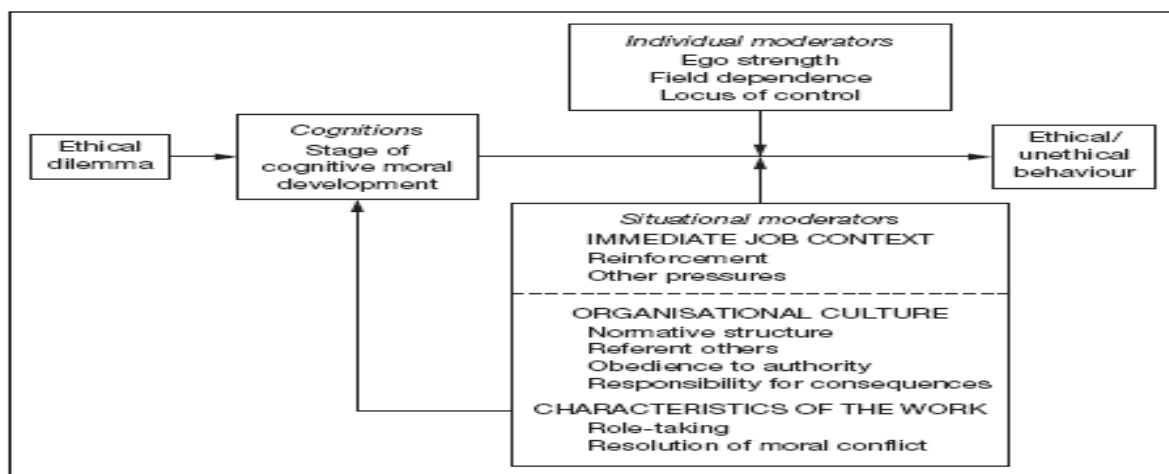 Individual moderators
Ego strength
Field dependence
Locus of control
Ethical
dilemma
Cognitions
Stage of
cognitive moral
development
Ethical/
unethical
behaviour
Situational moderators
IMMEDIATE JOB CONTEXT
Reinforcement
Other pressures
ORGANISATIONAL CULTURE
Normative structure
Referent others
Obedience to authority
Responsibility for consequences
CHARACTERISTICS OF THE WORK
Role-taking
Resolution of moral conflict